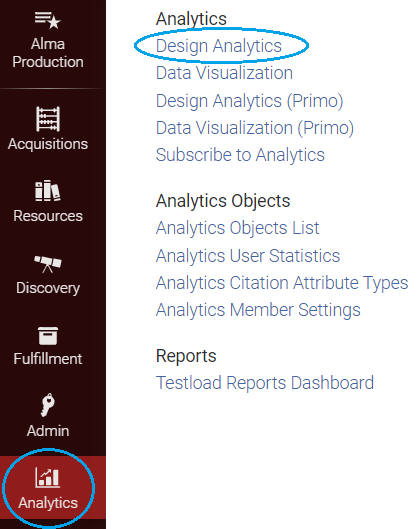 Alma
Production
Acquisitions
Resources
Discovery
Fulfillment
Admin
Analytics
Analytics
Design Analytics
Data Visualization
Design Analytics (Primo)
Data Visualization (Primo)
Subscribe to Analytics
Analytics Objects
Analytics Objects List
Analytics User Statistics
Analytics Citation Attribute Types
Analytics Member Settings
Reports
Testload Reports Dashboard